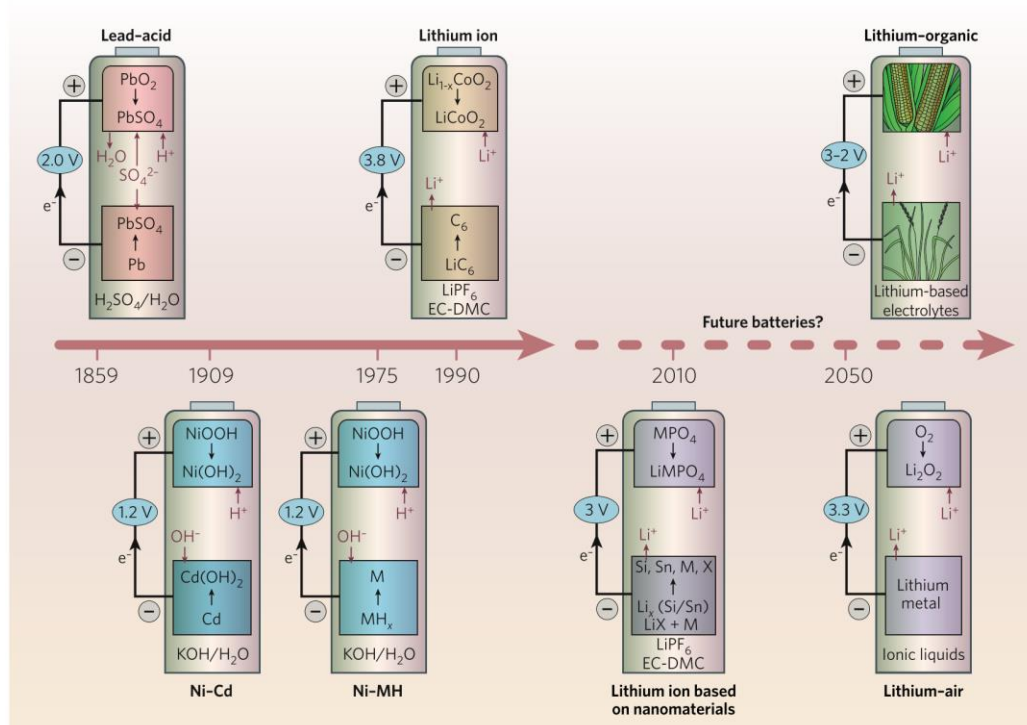 Lead–acid
+
PbO₂
PbSO₄
H₂O
H⁺
SO₄²⁻
2.0 V
e⁻
PbSO₄
Pb
−
H₂SO₄/H₂O
Lithium ion
+
Li₁₋ₓCoO₂
LiCoO₂
Li⁺
3.8 V
Li⁺
e⁻
C₆
LiC₆
−
LiPF₆
EC-DMC
Lithium–organic
+
Li⁺
3–2 V
Li⁺
e⁻
−
Lithium-based
electrolytes
Future batteries?
1859
1909
1975
1990
2010
2050
+
NiOOH
Ni(OH)₂
H⁺
1.2 V
OH⁻
e⁻
Cd(OH)₂
Cd
−
KOH/H₂O
Ni–Cd
+
NiOOH
Ni(OH)₂
H⁺
1.2 V
OH⁻
e⁻
M
MHₓ
−
KOH/H₂O
Ni–MH
+
MPO₄
LiMPO₄
Li⁺
3 V
Li⁺
e⁻
Si, Sn, M, X
Liₓ (Si/Sn)
LiX + M
−
LiPF₆
EC-DMC
Lithium ion based
on nanomaterials
+
O₂
Li₂O₂
Li⁺
3.3 V
Li⁺
e⁻
Lithium
metal
−
Ionic liquids
Lithium–air